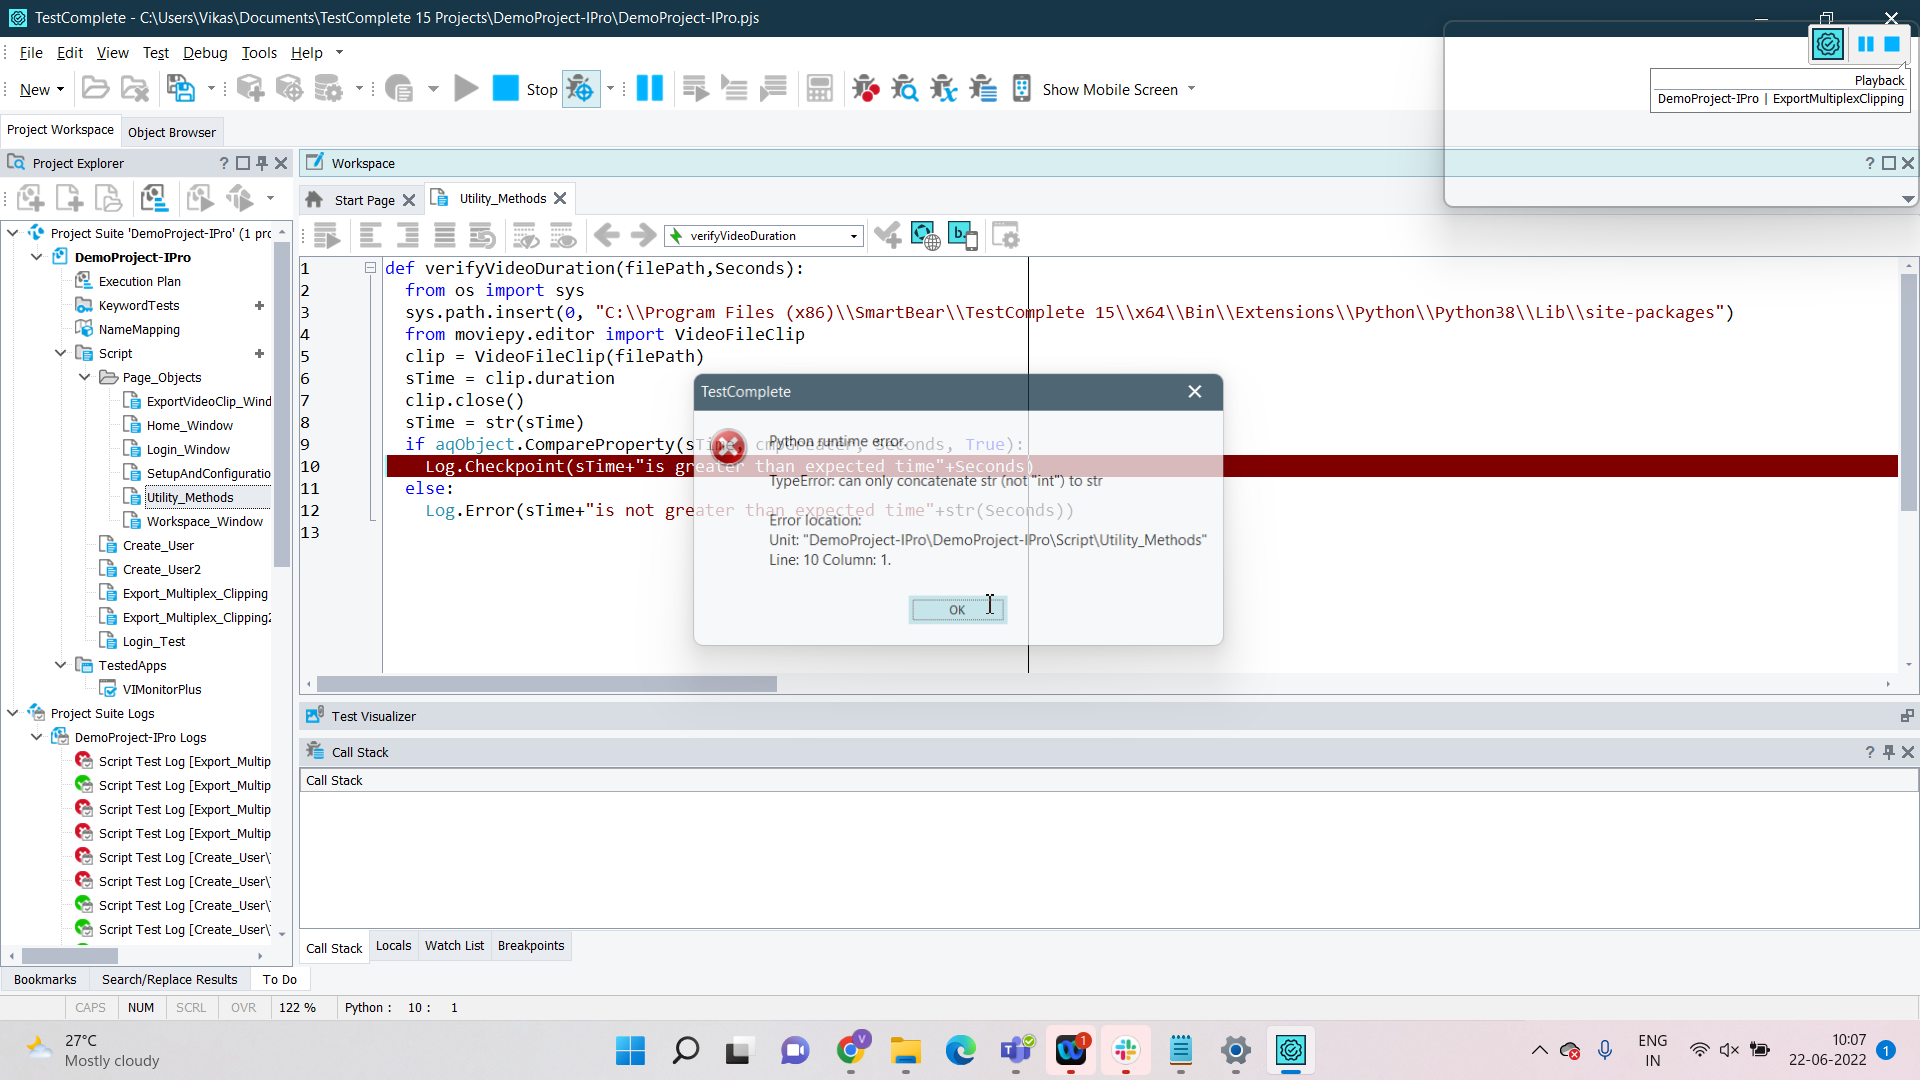 TestComplete - C:\Users\Vikas\Documents\TestComplete 15 Projects\DemoProject-IPro\DemoProject-IPro.pjs
File Edit View Test Debug Tools Help
New Stop Show Mobile Screen
Playback
DemoProject-IPro | ExportMultiplexClipping
Project Workspace Object Browser
Project Explorer
Workspace
Start Page Utility_Methods
verifyVideoDuration
Project Suite 'DemoProject-IPro' (1 pro
DemoProject-IPro
Execution Plan
KeywordTests
NameMapping
Script
Page_Objects
ExportVideoClip_Wind
Home_Window
Login_Window
SetupAndConfiguratio
Utility_Methods
Workspace_Window
Create_User
Create_User2
Export_Multiplex_Clipping
Export_Multiplex_Clipping2
Login_Test
TestedApps
VIMonitorPlus
Project Suite Logs
DemoProject-IPro Logs
Script Test Log [Export_Multip
Script Test Log [Export_Multip
Script Test Log [Export_Multip
Script Test Log [Export_Multip
Script Test Log [Create_User\
Script Test Log [Create_User\
Script Test Log [Create_User\
Script Test Log [Create_User\
1 def verifyVideoDuration(filePath,Seconds):
2 from os import sys
3 sys.path.insert(0, "C:\\Program Files (x86)\\SmartBear\\TestComplete 15\\x64\\Bin\\Extensions\\Python\\Python38\\Lib\\site-packages")
4 from moviepy.editor import VideoFileClip
5 clip = VideoFileClip(filePath)
6 sTime = clip.duration
7 clip.close()
8 sTime = str(sTime)
9 if aqObject.CompareProperty(sTime, cmpGreater, Seconds, True):
10 Log.Checkpoint(sTime+"is greater than expected time"+Seconds)
11 else:
12 Log.Error(sTime+"is not greater than expected time"+str(Seconds))
13
TestComplete
Python runtime error.
TypeError: can only concatenate str (not "int") to str
Error location:
Unit: "DemoProject-IPro\DemoProject-IPro\Script\Utility_Methods"
Line: 10 Column: 1.
OK
Test Visualizer
Call Stack
Call Stack
Call Stack Locals Watch List Breakpoints
Bookmarks Search/Replace Results To Do
CAPS NUM SCRL OVR 122 % Python : 10 : 1
27°C
Mostly cloudy
V
1
ENG
IN
10:07
22-06-2022
1